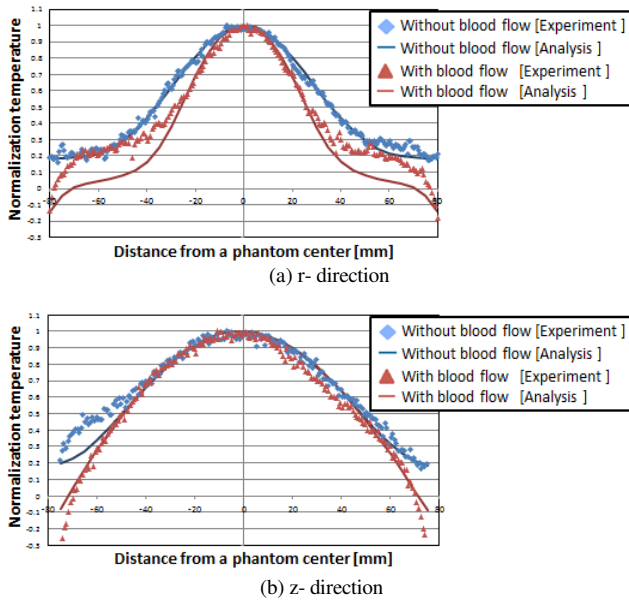 Normalization temperature
1.1
1
0.9
0.8
0.7
0.6
0.5
0.4
0.3
0.2
0.1
0
-0.1
-0.2
-0.3
-80 -60 -40 -20 0 20 40 60 80
Without blood flow [Experiment ]
Without blood flow [Analysis ]
With blood flow [Experiment ]
With blood flow [Analysis ]
Distance from a phantom center [mm]
(a) r- direction
Normalization temperature
1.1
1
0.9
0.8
0.7
0.6
0.5
0.4
0.3
0.2
0.1
0
-0.1
-0.2
-0.3
-80 -60 -40 -20 0 20 40 60 80
Without blood flow [Experiment ]
Without blood flow [Analysis ]
With blood flow [Experiment ]
With blood flow [Analysis ]
Distance from a phantom center [mm]
(b) z- direction